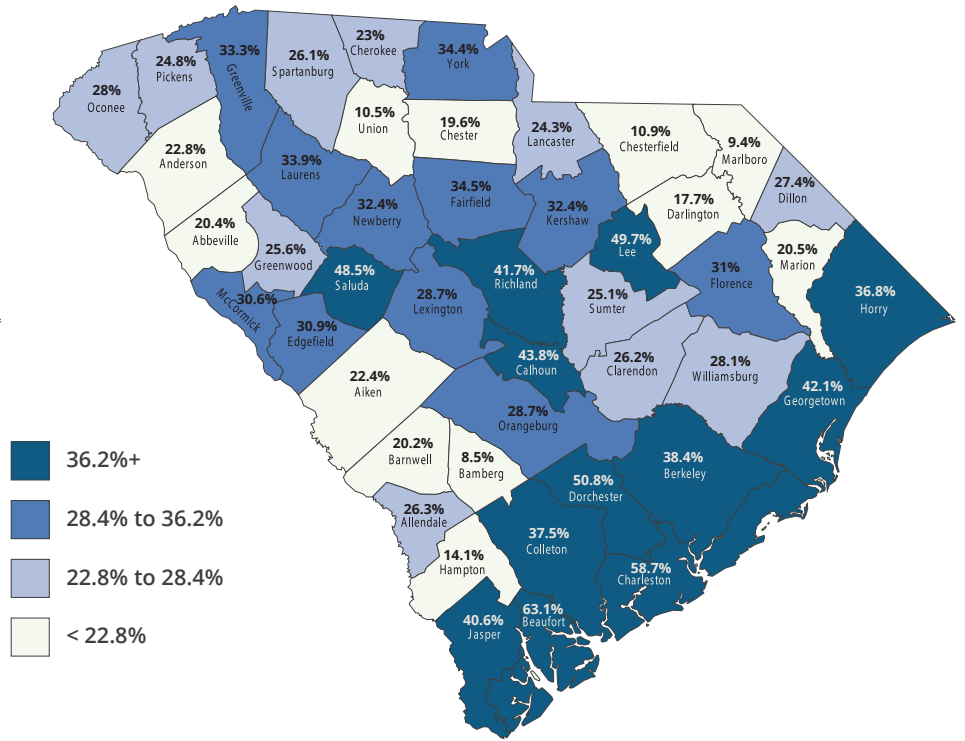 23%
Cherokee
33.3%
Greenville
34.4%
York
26.1%
Spartanburg
24.8%
Pickens
28%
Oconee
10.5%
Union
19.6%
Chester
24.3%
Lancaster
10.9%
Chesterfield
9.4%
Marlboro
22.8%
Anderson
33.9%
Laurens
34.5%
Fairfield
17.7%
Darlington
27.4%
Dillon
32.4%
Newberry
32.4%
Kershaw
20.4%
Abbeville
25.6%
Greenwood
49.7%
Lee
20.5%
Marion
48.5%
Saluda
41.7%
Richland
31%
Florence
30.6%
McCormick
28.7%
Lexington
25.1%
Sumter
36.8%
Horry
30.9%
Edgefield
43.8%
Calhoun
26.2%
Clarendon
28.1%
Williamsburg
22.4%
Aiken
42.1%
Georgetown
28.7%
Orangeburg
20.2%
Barnwell
8.5%
Bamberg
38.4%
Berkeley
50.8%
Dorchester
26.3%
Allendale
37.5%
Colleton
14.1%
Hampton
58.7%
Charleston
40.6%
Jasper
63.1%
Beaufort
36.2%+
28.4% to 36.2%
22.8% to 28.4%
< 22.8%